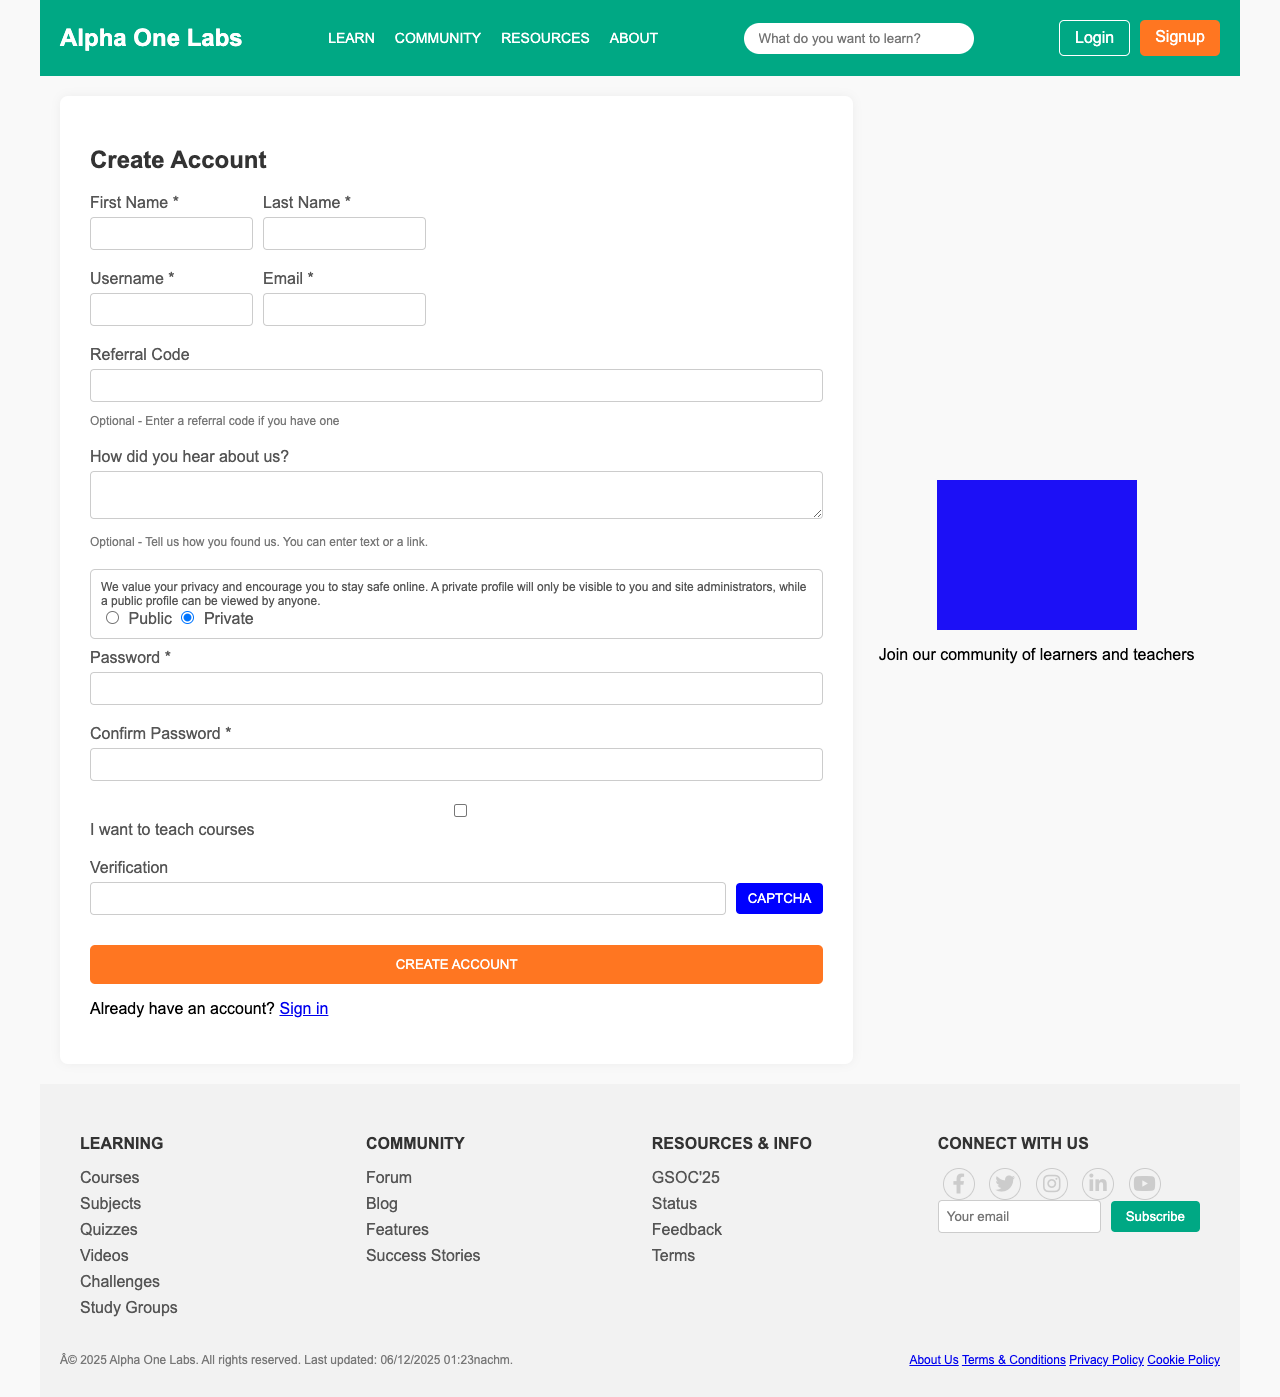 Alpha One Labs
LEARN COMMUNITY RESOURCES ABOUT
What do you want to learn?
Login
Signup
Create Account
First Name * Last Name *
Username * Email *
Referral Code
Optional - Enter a referral code if you have one
How did you hear about us?
Optional - Tell us how you found us. You can enter text or a link.
We value your privacy and encourage you to stay safe online. A private profile will only be visible to you and site administrators, while
a public profile can be viewed by anyone.
Public Private
Password *
Confirm Password *
I want to teach courses
Verification
CAPTCHA
CREATE ACCOUNT
Already have an account? Sign in
Join our community of learners and teachers
LEARNING
Courses
Subjects
Quizzes
Videos
Challenges
Study Groups
COMMUNITY
Forum
Blog
Features
Success Stories
RESOURCES & INFO
GSOC'25
Status
Feedback
Terms
CONNECT WITH US
Your email
Subscribe
Â© 2025 Alpha One Labs. All rights reserved. Last updated: 06/12/2025 01:23nachm.
About Us Terms & Conditions Privacy Policy Cookie Policy